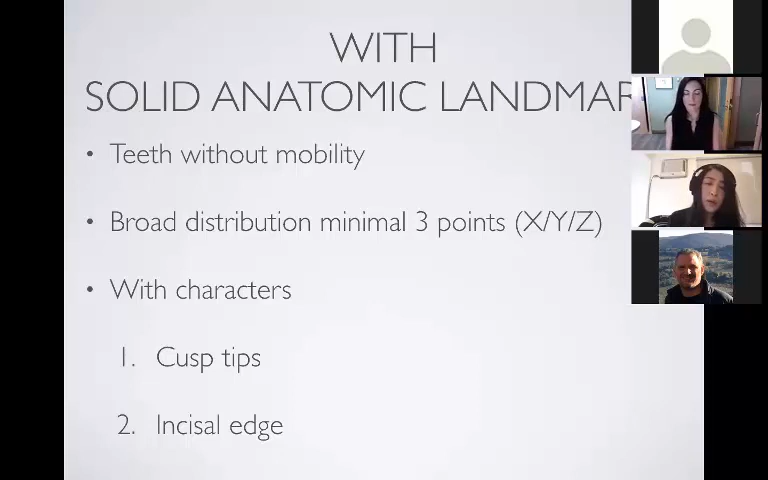 WITH
SOLID ANATOMIC
• Teeth without mobility
• Broad distribution minimal 3 points (X/Y/Z)
• With characters
1. Cusp tips
2. Incisal edge